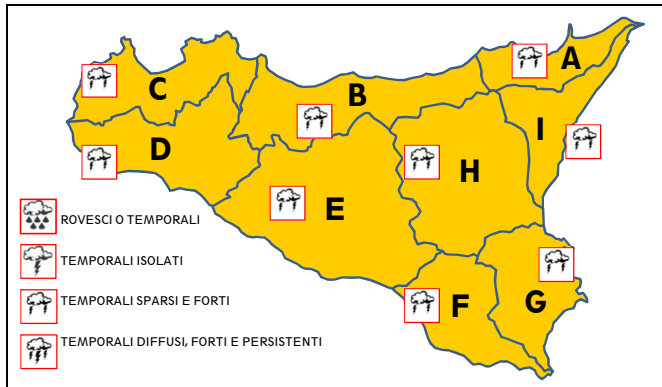 A
C
B
I
D
H
E
F
G
ROVESCI O TEMPORALI
TEMPORALI ISOLATI
TEMPORALI SPARSI E FORTI
TEMPORALI DIFFUSI, FORTI E PERSISTENTI